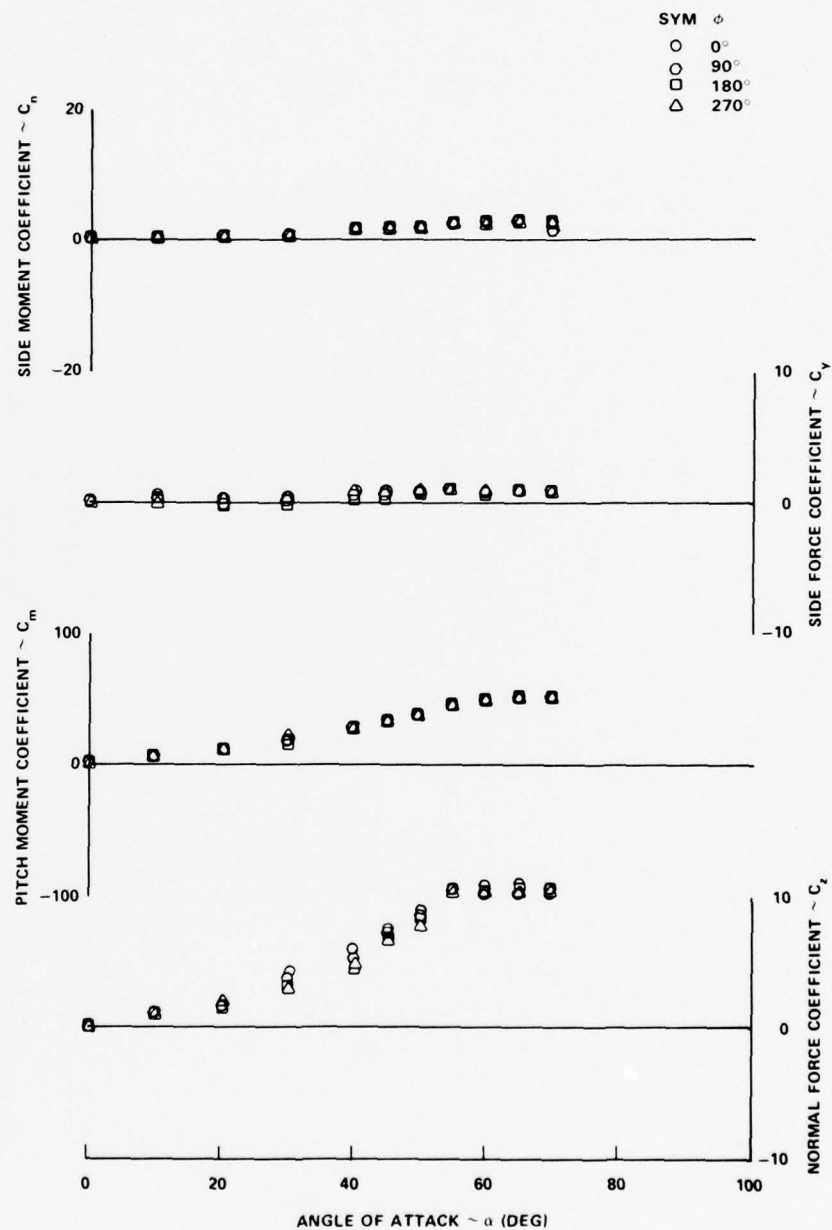 SYM ϕ
0°
90°
180°
270°
SIDE MOMENT COEFFICIENT ~ Cn
20
0
-20
SIDE FORCE COEFFICIENT ~ Cy
10
0
-10
PITCH MOMENT COEFFICIENT ~ Cm
100
0
-100
NORMAL FORCE COEFFICIENT ~ Cz
10
0
-10
0 20 40 60 80 100
ANGLE OF ATTACK ~ α (DEG)